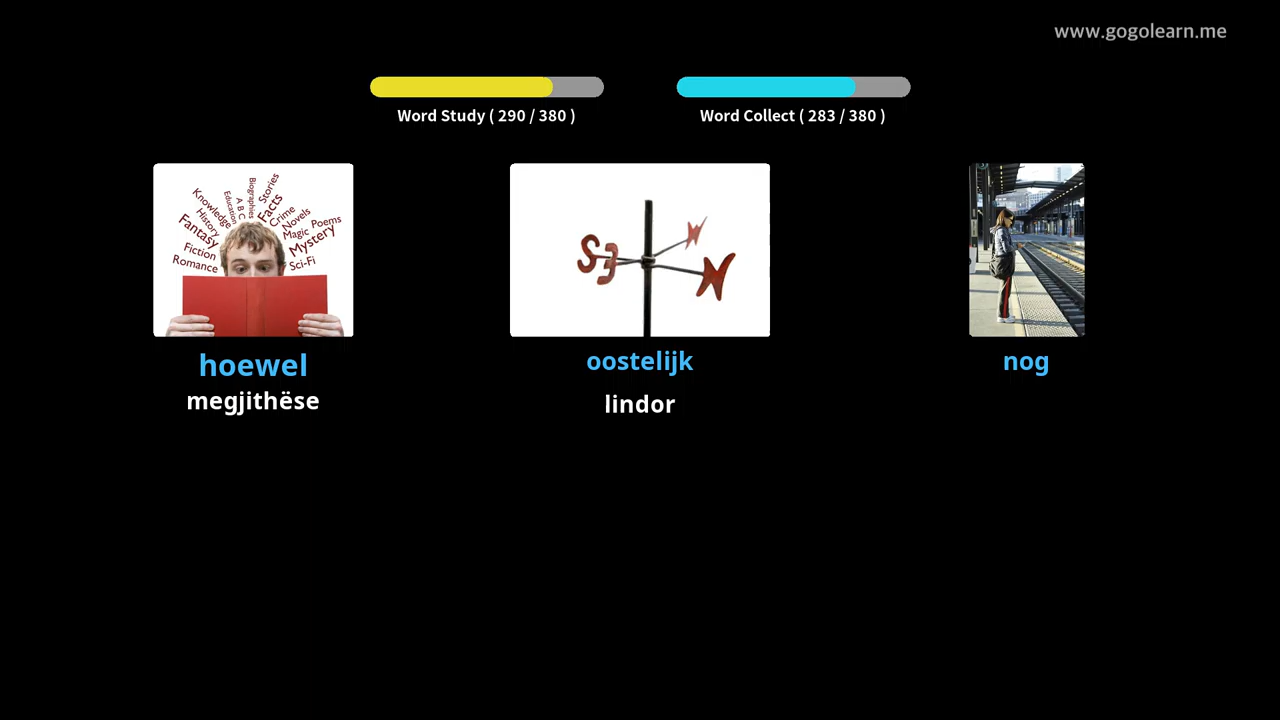 www.gogolearn.me
Word Study ( 290 / 380 )
Word Collect ( 283 / 380 )
Knowledge
Education
A B C
Biographies
Stories
Facts
Crime
Novels
History
Fantasy
Magic Poems
Mystery
Fiction
Romance
Sci-Fi
S
E
N
W
hoewel
oostelijk
nog
megjithëse
lindor